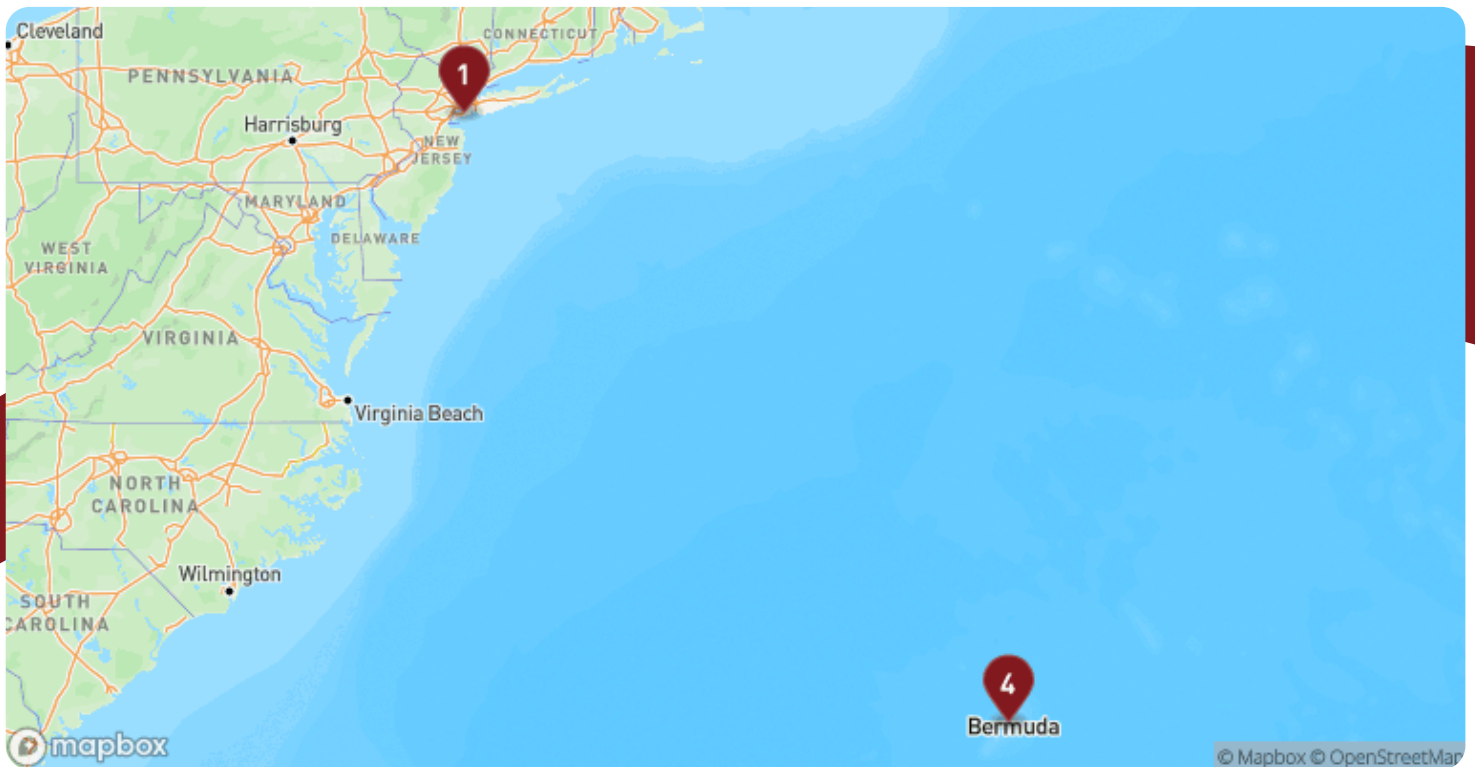 Cleveland
CONNECTICUT
PENNSYLVANIA
1
Harrisburg
NEW
JERSEY
MARYLAND
DELAWARE
WEST
VIRGINIA
VIRGINIA
Virginia Beach
NORTH
CAROLINA
Wilmington
SOUTH
CAROLINA
4
Bermuda
mapbox
© Mapbox © OpenStreetMap